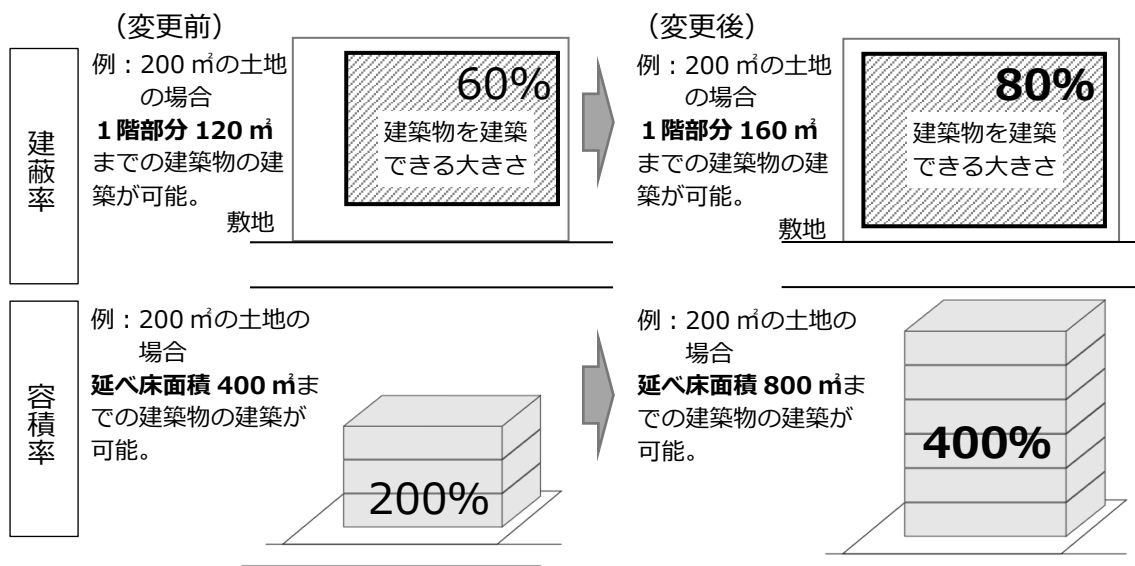 （変更前）
（変更後）
建蔽率
例：200 ㎡の土地
の場合
１階部分 120 ㎡
までの建築物の建
築が可能。
60%
建築物を建築
できる大きさ
敷地
例：200 ㎡の土地
の場合
１階部分 160 ㎡
までの建築物の建
築が可能。
80%
建築物を建築
できる大きさ
敷地
容積率
例：200 ㎡の土地の
場合
延べ床面積 400 ㎡ま
での建築物の建築が
可能。
200%
例：200 ㎡の土地の
場合
延べ床面積 800 ㎡ま
での建築物の建築が
可能。
400%